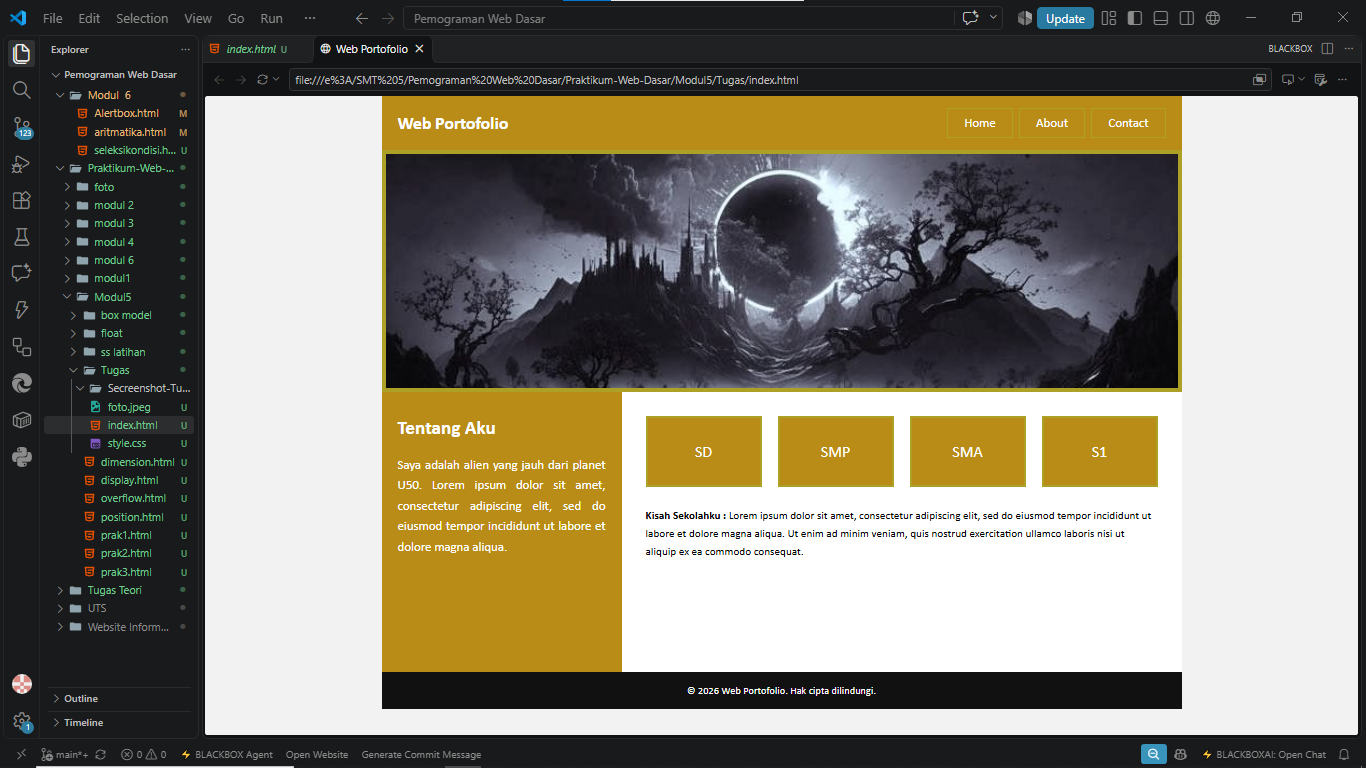 File Edit Selection View Go Run ··· Pemograman Web Dasar Update
Explorer ···
index.html U Web Portofolio BLACKBOX ···
file:///e%3A/SMT%205/Pemograman%20Web%20Dasar/Praktikum-Web-Dasar/Modul5/Tugas/index.html
Pemograman Web Dasar
Modul 6
Alertbox.html M
aritmatika.html M
seleksikondisi.h... U
Praktikum-Web-...
foto
modul 2
modul 3
modul 4
modul 6
modul1
Modul5
box model
float
ss latihan
Tugas
Secreenshot-Tu...
foto.jpeg U
index.html U
style.css U
dimension.html U
display.html U
overflow.html U
position.html U
prak1.html U
prak2.html U
prak3.html U
Tugas Teori
UTS
Website Inform...
Outline
Timeline
123
1
Web Portofolio
Home About Contact
Tentang Aku
Saya adalah alien yang jauh dari planet
U50. Lorem ipsum dolor sit amet,
consectetur adipiscing elit, sed do
eiusmod tempor incididunt ut labore et
dolore magna aliqua.
SD SMP SMA S1
Kisah Sekolahku : Lorem ipsum dolor sit amet, consectetur adipiscing elit, sed do eiusmod tempor incididunt ut
labore et dolore magna aliqua. Ut enim ad minim veniam, quis nostrud exercitation ullamco laboris nisi ut
aliquip ex ea commodo consequat.
© 2026 Web Portofolio. Hak cipta dilindungi.
main*+ 0 0 BLACKBOX Agent Open Website Generate Commit Message BLACKBOXAI: Open Chat